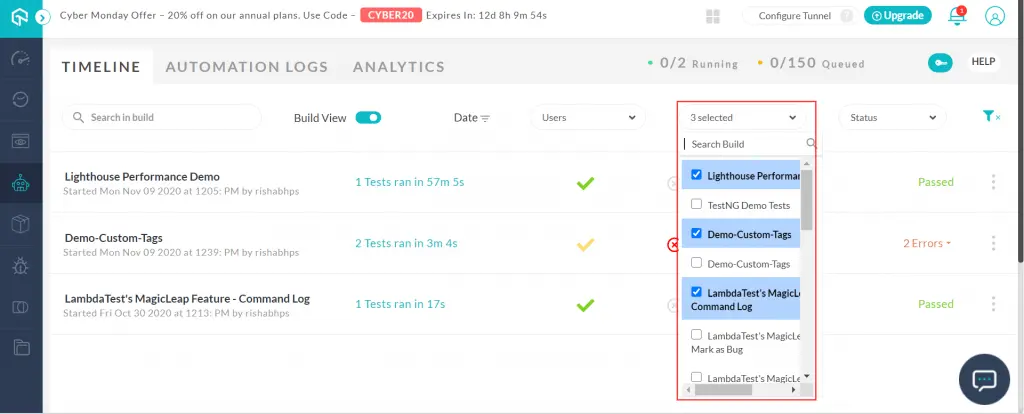 Cyber Monday Offer – 20% off on our annual plans. Use Code – CYBER20 Expires In: 12d 8h 9m 54s
Configure Tunnel ? Upgrade 1
TIMELINE AUTOMATION LOGS ANALYTICS 0/2 Running 0/150 Queued HELP
Search in build Build View Date Users 3 selected Status
Search Build
Lighthouse Performance Demo
Started Mon Nov 09 2020 at 1205: PM by rishabhps
1 Tests ran in 57m 5s
Passed
Demo-Custom-Tags
Started Mon Nov 09 2020 at 1239: PM by rishabhps
2 Tests ran in 3m 4s
2 Errors
LambdaTest's MagicLeap Feature - Command Log
Started Fri Oct 30 2020 at 1213: PM by rishabhps
1 Tests ran in 17s
Passed
Lighthouse Performan
TestNG Demo Tests
Demo-Custom-Tags
Demo-Custom-Tags
LambdaTest's MagicLe
Command Log
LambdaTest's MagicLe
Mark as Bug
LambdaTest's MagicLe